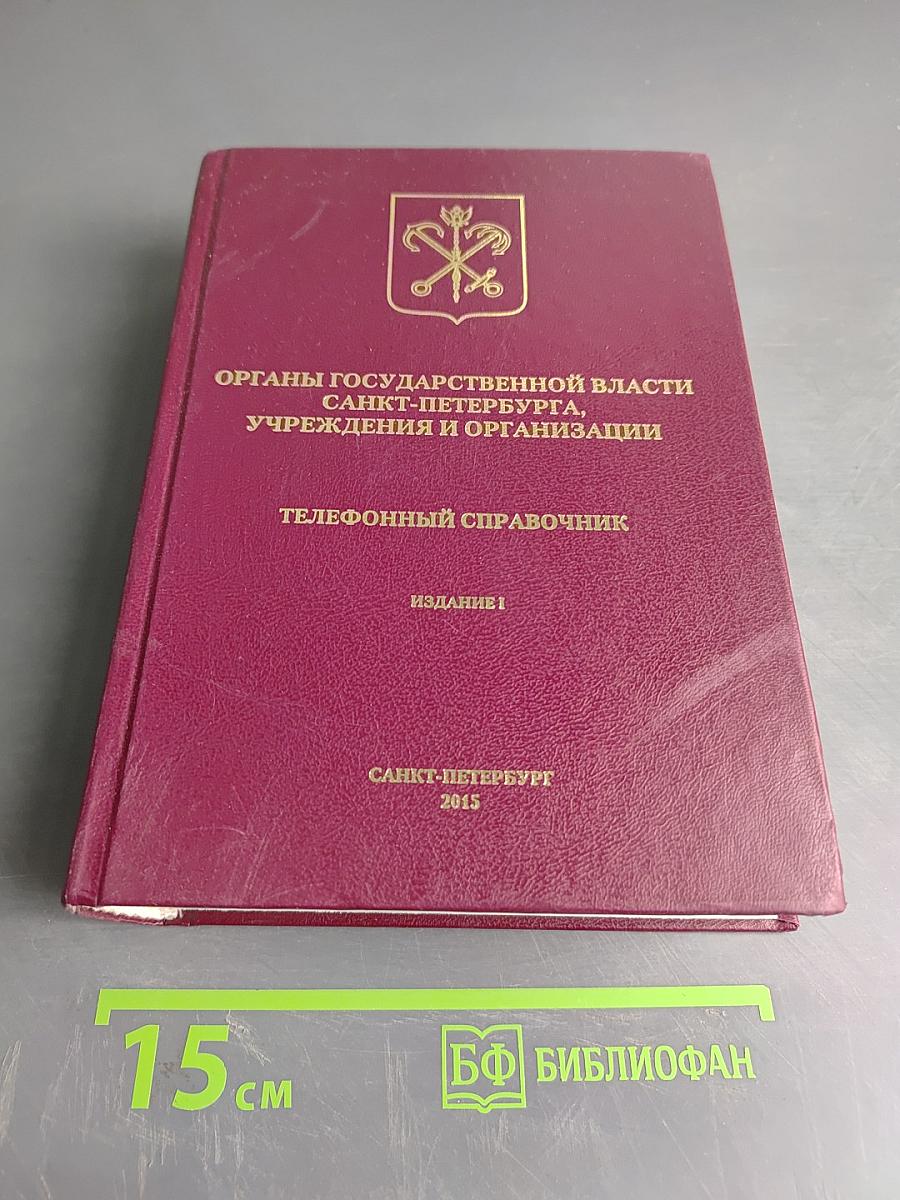 ОРГАНЫ ГОСУДАРСТВЕННОЙ ВЛАСТИ
САНКТ-ПЕТЕРБУРГА,
УЧРЕЖДЕНИЯ И ОРГАНИЗАЦИИ
ТЕЛЕФОННЫЙ СПРАВОЧНИК
ИЗДАНИЕ I
САНКТ-ПЕТЕРБУРГ
2015
15 см
БФ БИБЛИОФАН